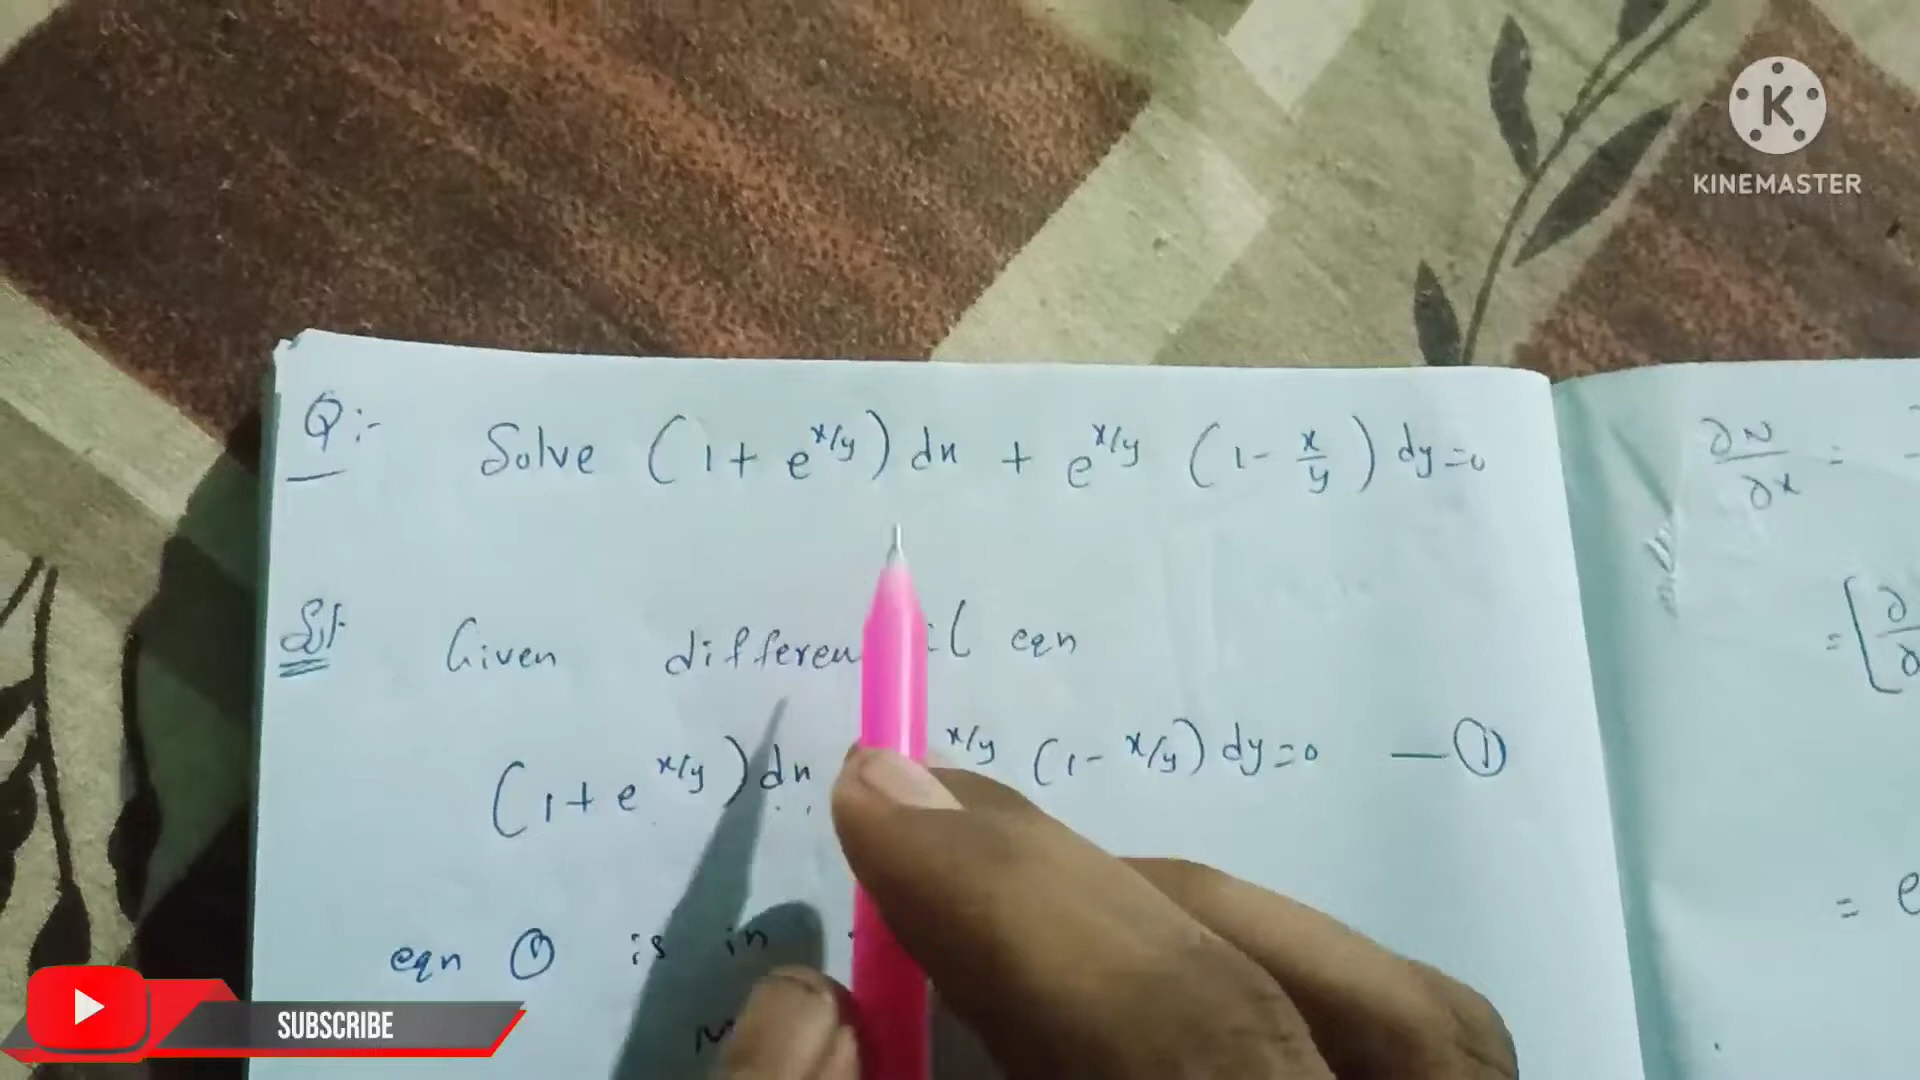 KINEMASTER
Q:- Solve (1 + e^x/y) dx + e^x/y (1 - x/y) dy = 0
Sol Given differen il eqn
(1 + e^x/y) dx x/y (1 - x/y) dy = 0 — ①
eqn ① is in
M
∂N/∂x =
= [∂
= e
SUBSCRIBE